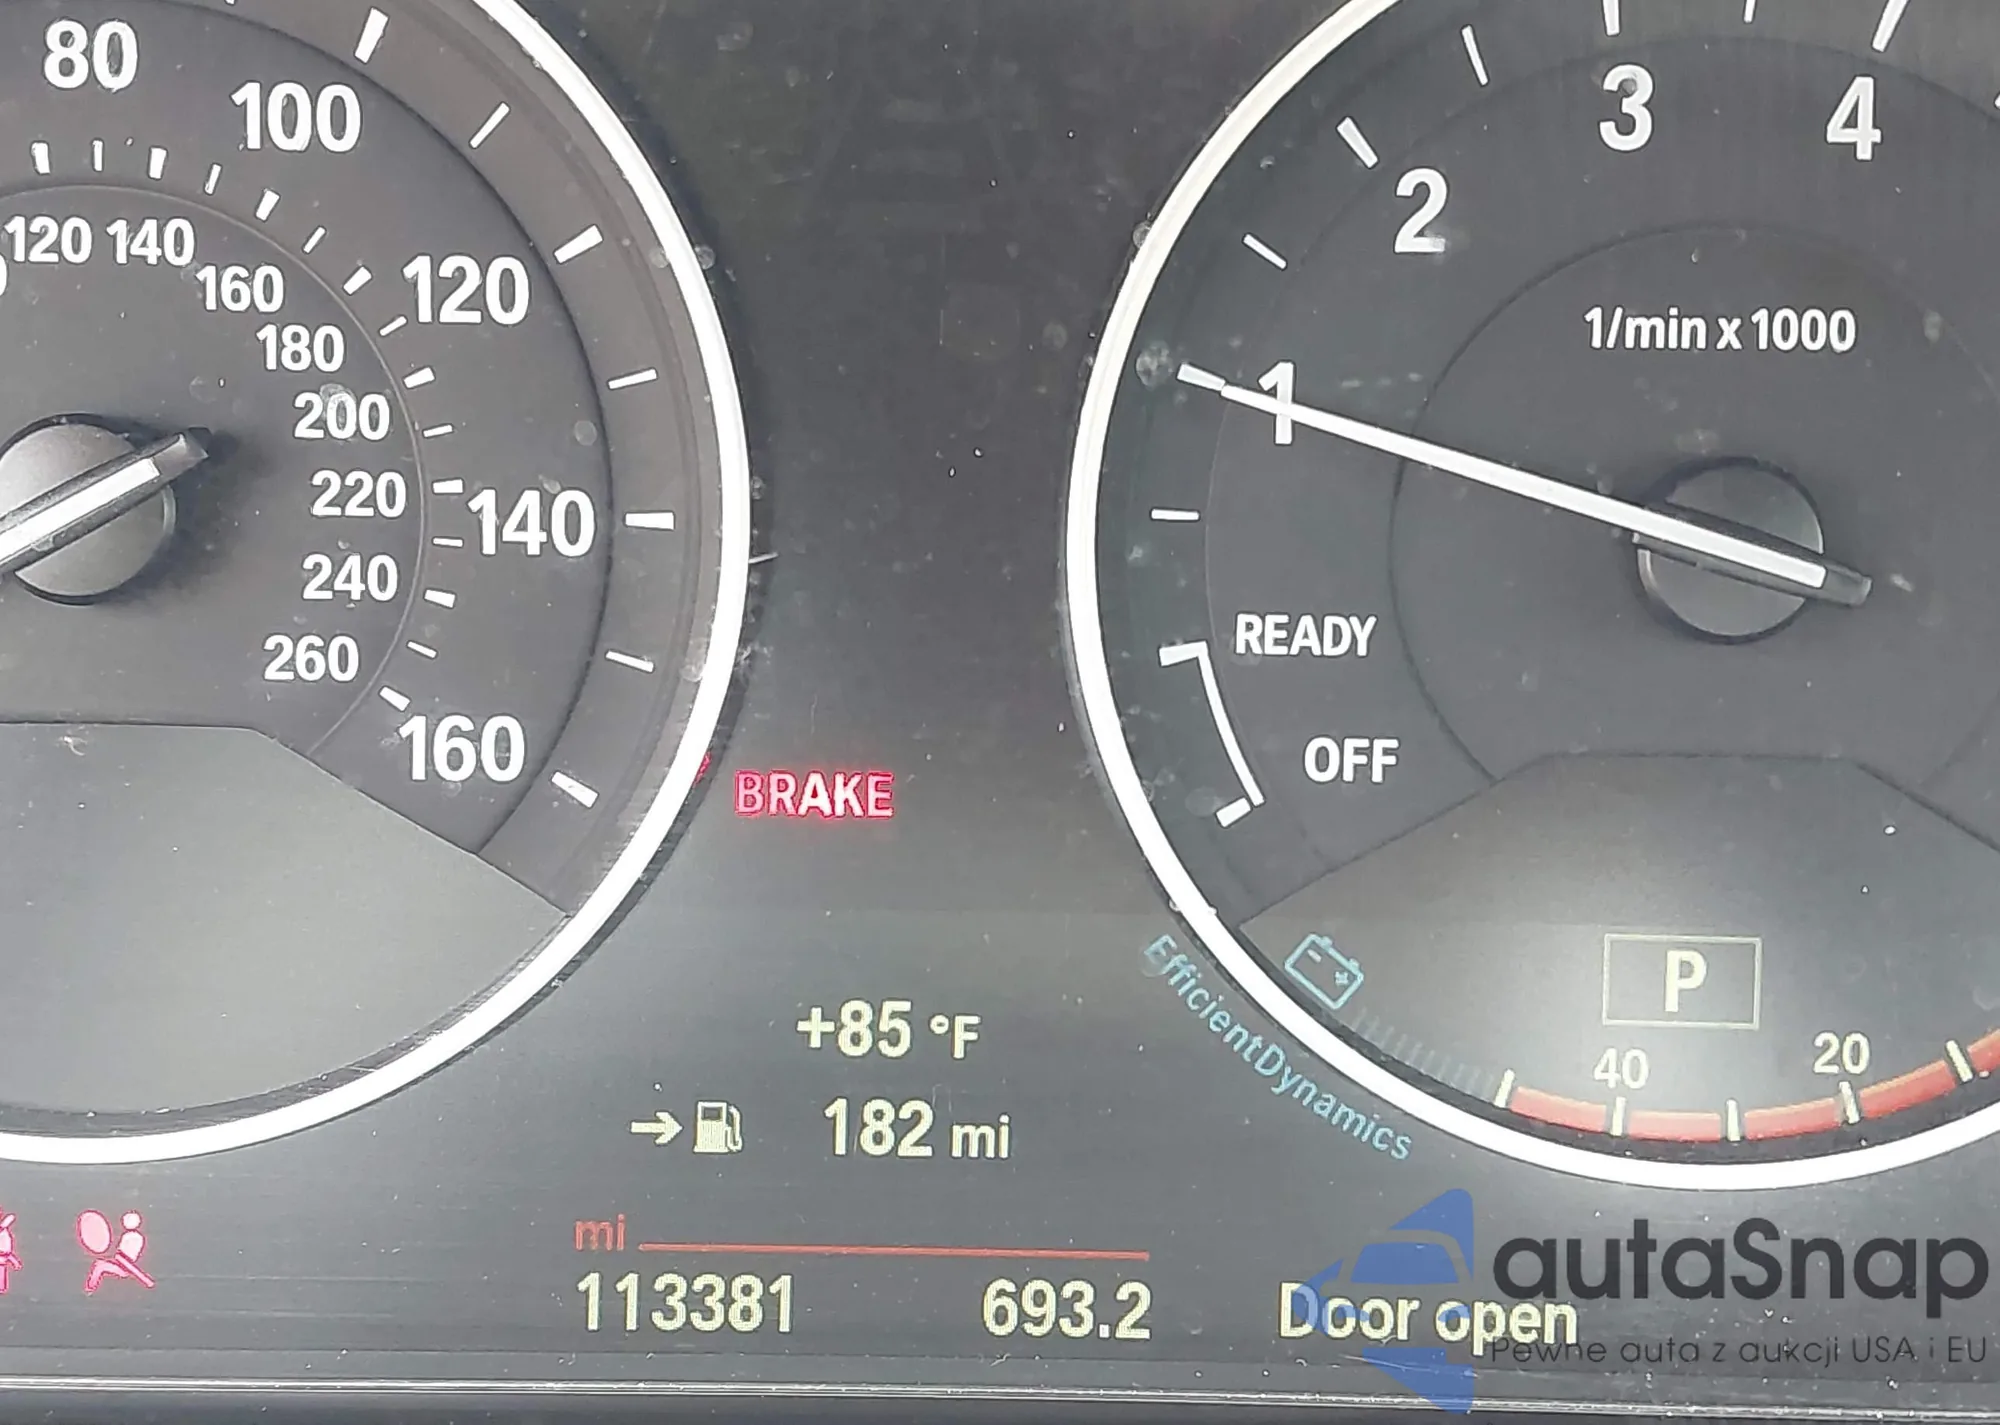 80
100
120
140
160
120 140
160
180
200
220
240
260
1
2
3
4
1/min x 1000
READY
OFF
BRAKE
EfficientDynamics
P
40
20
+85 °F
182 mi
mi
113381
693.2
Door open
autaSnap
Pewne auta z aukcji USA i EU